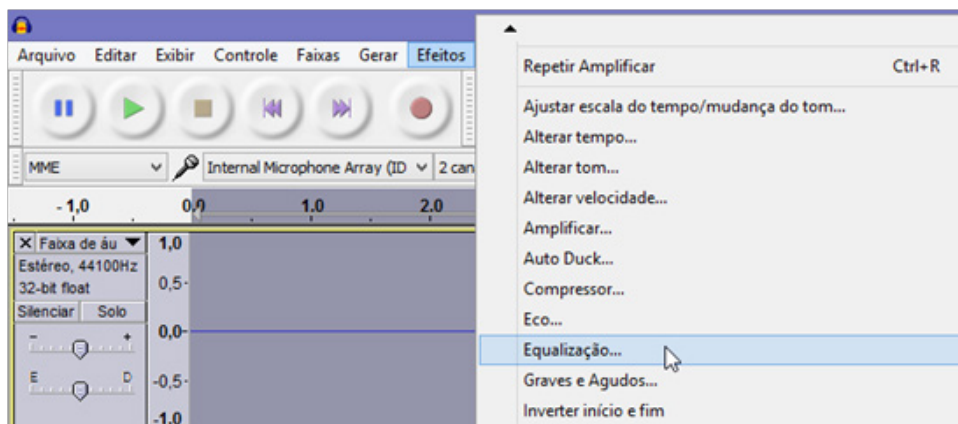 Arquivo Editar Exibir Controle Faixas Gerar Efeitos
MME Internal Microphone Array (ID 2 can
- 1,0 0,0 1.0 2.0
Faixa de áu
Estéreo, 44100Hz
32-bit float
Silenciar Solo
- +
E D
1,0
0,5-
0,0-
-0,5-
-1.0
Repetir Amplificar Ctrl+R
Ajustar escala do tempo/mudança do tom...
Alterar tempo...
Alterar tom...
Alterar velocidade...
Amplificar...
Auto Duck...
Compressor...
Eco...
Equalização...
Graves e Agudos...
Inverter início e fim